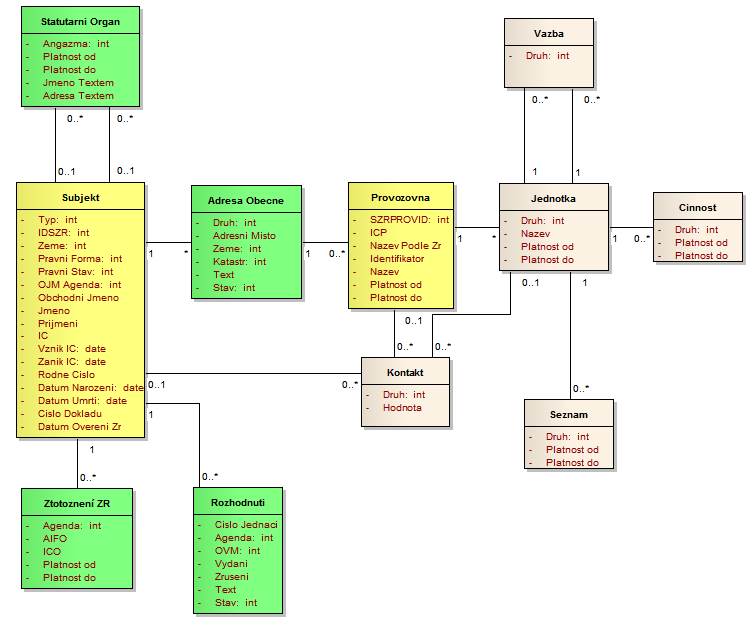 Statutarni Organ
- Angazma: int
- Platnost od
- Platnost do
- Jmeno Textem
- Adresa Textem
Vazba
- Druh: int
0..* 0..*
0..* 0..*
0..1 0..1
1 1
Subjekt
- Typ: int
- IDSZR: int
- Zeme: int
- Pravni Forma: int
- Pravni Stav: int
- OJM Agenda: int
- Obchodni Jmeno
- Jmeno
- Prijmeni
- IC
- Vznik IC: date
- Zanik IC: date
- Rodne Cislo
- Datum Narozeni: date
- Datum Umrti: date
- Cislo Dokladu
- Datum Overeni Zr
1 *
Adresa Obecne
- Druh: int
- Adresni Misto
- Zeme: int
- Katastr: int
- Text
- Stav: int
1 0..*
Provozovna
- SZRPROVID: int
- ICP
- Nazev Podle Zr
- Identifikator
- Nazev
- Platnost od
- Platnost do
1 *
Jednotka
- Druh: int
- Nazev
- Platnost od
- Platnost do
1 0..*
Cinnost
- Druh: int
- Platnost od
- Platnost do
0..1 1
0..1
0..* 0..*
Kontakt
- Druh: int
- Hodnota
0..1 0..*
0..*
Seznam
- Druh: int
- Platnost od
- Platnost do
1
1
0..* 0..*
Ztotoznení ZR
- Agenda: int
- AIFO
- ICO
- Platnost od
- Platnost do
Rozhodnuti
- Cislo Jednaci
- Agenda: int
- OVM: int
- Vydani
- Zruseni
- Text
- Stav: int